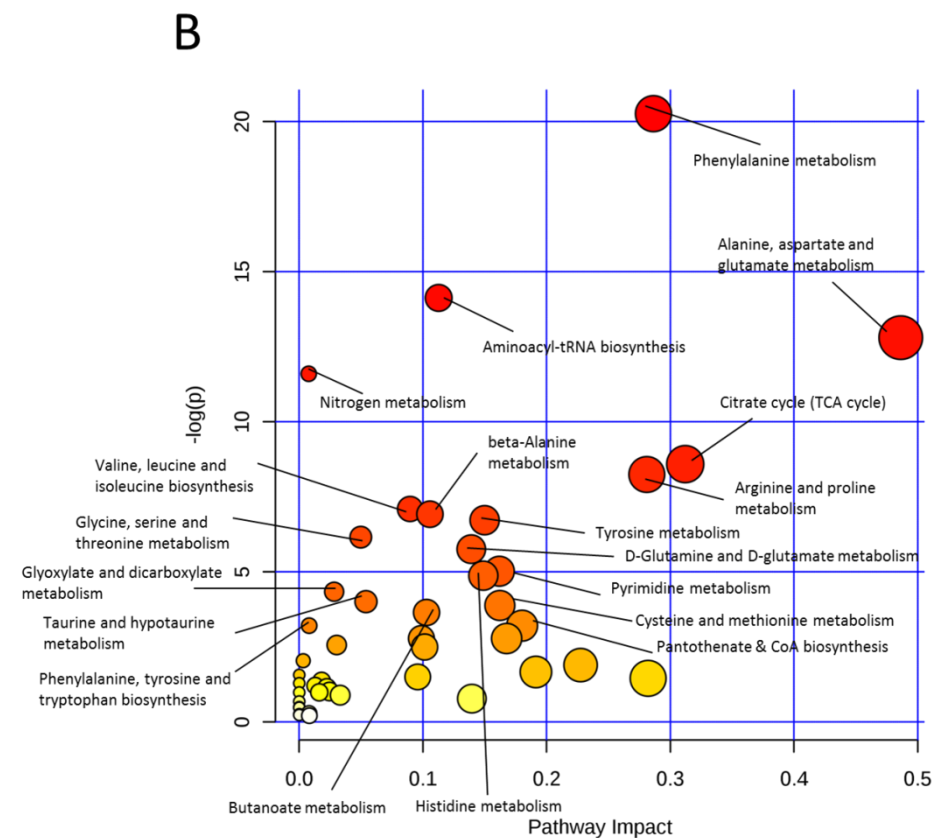 B
20
15
10
5
0
-log(p)
Phenylalanine metabolism
Alanine, aspartate and
glutamate metabolism
Aminoacyl-tRNA biosynthesis
Nitrogen metabolism
Citrate cycle (TCA cycle)
beta-Alanine
metabolism
Valine, leucine and
isoleucine biosynthesis
Arginine and proline
metabolism
Glycine, serine and
threonine metabolism
Tyrosine metabolism
D-Glutamine and D-glutamate metabolism
Glyoxylate and dicarboxylate
metabolism
Pyrimidine metabolism
Taurine and hypotaurine
metabolism
Cysteine and methionine metabolism
Pantothenate & CoA biosynthesis
Phenylalanine, tyrosine and
tryptophan biosynthesis
0.0 0.1 0.2 0.3 0.4 0.5
Butanoate metabolism
Histidine metabolism
Pathway Impact